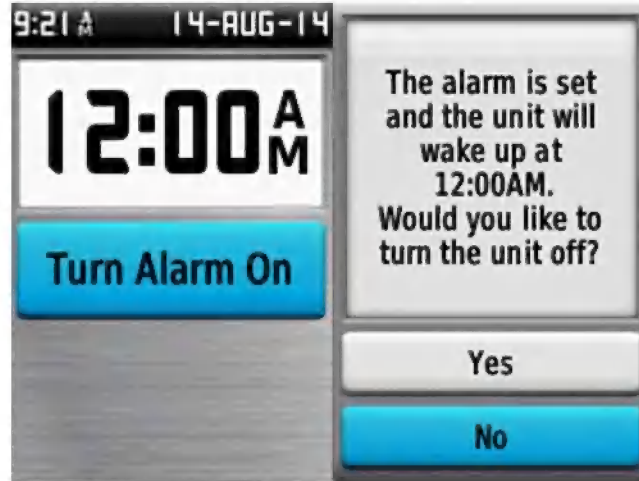 9:21 AM 14-AUG-14
12:00 AM
Turn Alarm On
The alarm is set
and the unit will
wake up at
12:00AM.
Would you like to
turn the unit off?
Yes
No